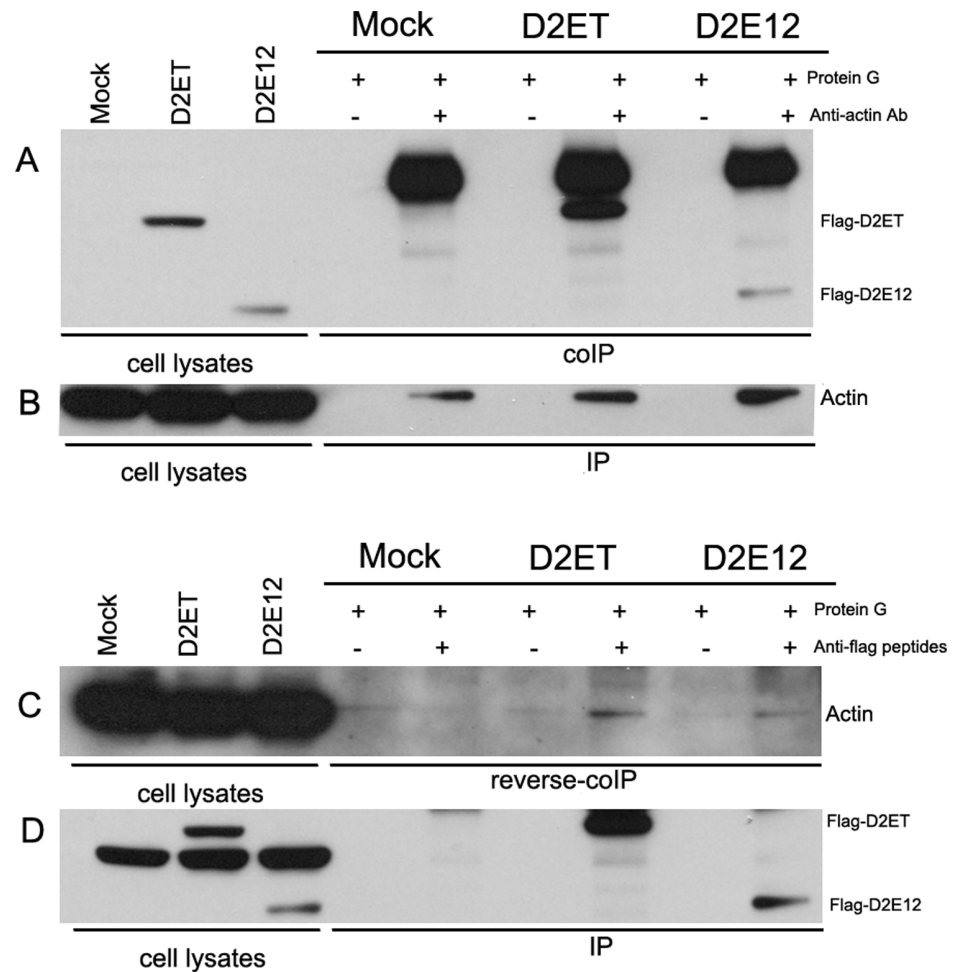 Mock D2ET D2E12
Mock D2ET D2E12
+ + + + + + Protein G
- + - + - + Anti-actin Ab
A
Flag-D2ET
Flag-D2E12
cell lysates coIP
B
Actin
cell lysates IP
Mock D2ET D2E12
Mock D2ET D2E12
+ + + + + + Protein G
- + - + - + Anti-flag peptides
C
Actin
cell lysates reverse-coIP
D
Flag-D2ET
Flag-D2E12
cell lysates IP